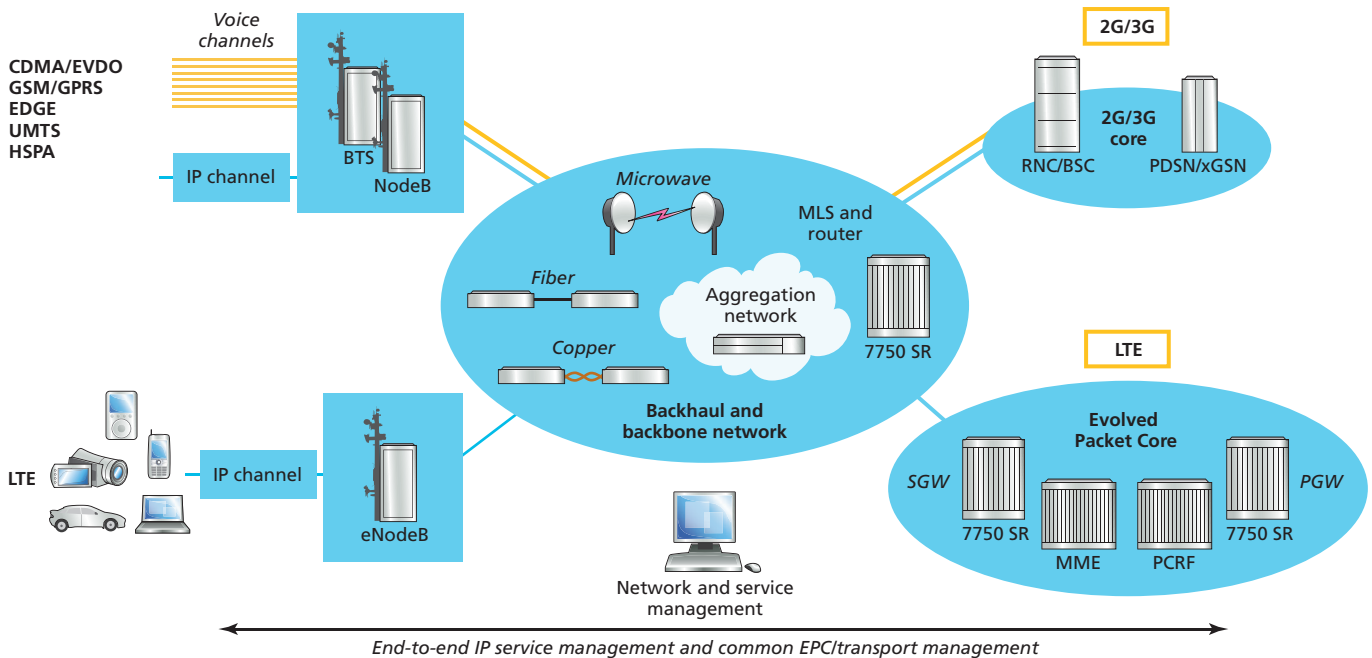 Voice
channels
CDMA/EVDO
GSM/GPRS
EDGE
UMTS
HSPA
IP channel
BTS
NodeB
2G/3G
2G/3G
core
RNC/BSC
PDSN/xGSN
Microwave
MLS and
router
Fiber
Aggregation
network
7750 SR
Copper
Backhaul and
backbone network
LTE
IP channel
eNodeB
LTE
Evolved
Packet Core
SGW
PGW
7750 SR
7750 SR
MME
PCRF
Network and service
management
End-to-end IP service management and common EPC/transport management